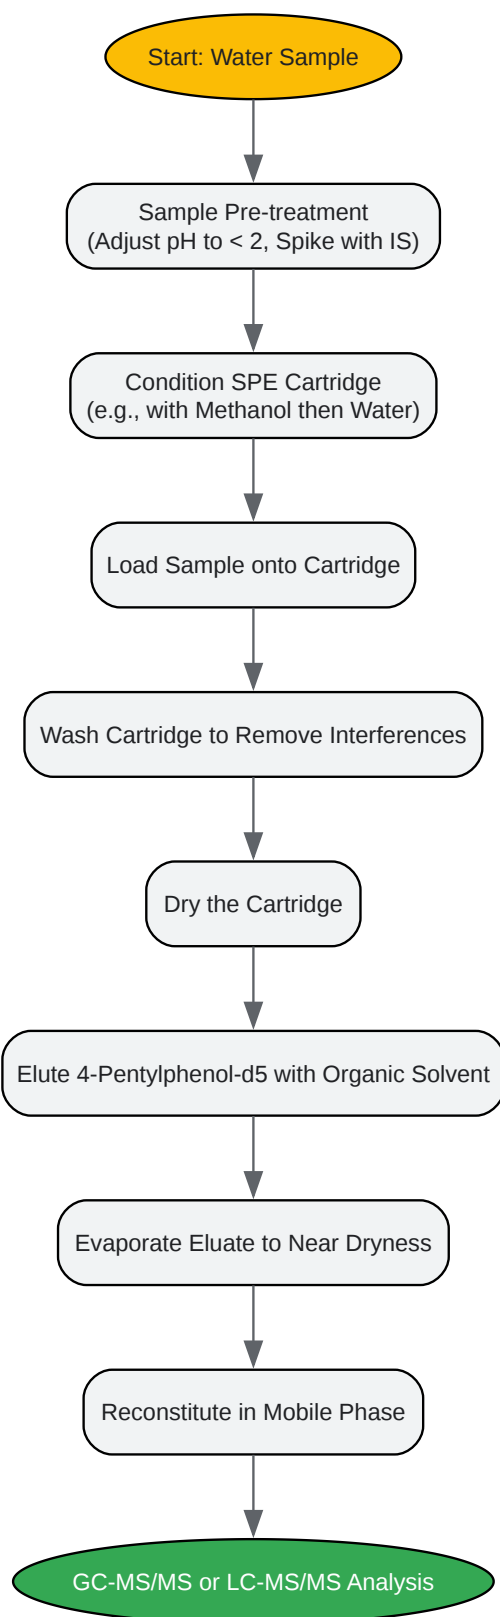 Start: Water Sample
Sample Pre-treatment
(Adjust pH to < 2, Spike with IS)
Condition SPE Cartridge
(e.g., with Methanol then Water)
Load Sample onto Cartridge
Wash Cartridge to Remove Interferences
Dry the Cartridge
Elute 4-Pentylphenol-d5 with Organic Solvent
Evaporate Eluate to Near Dryness
Reconstitute in Mobile Phase
GC-MS/MS or LC-MS/MS Analysis